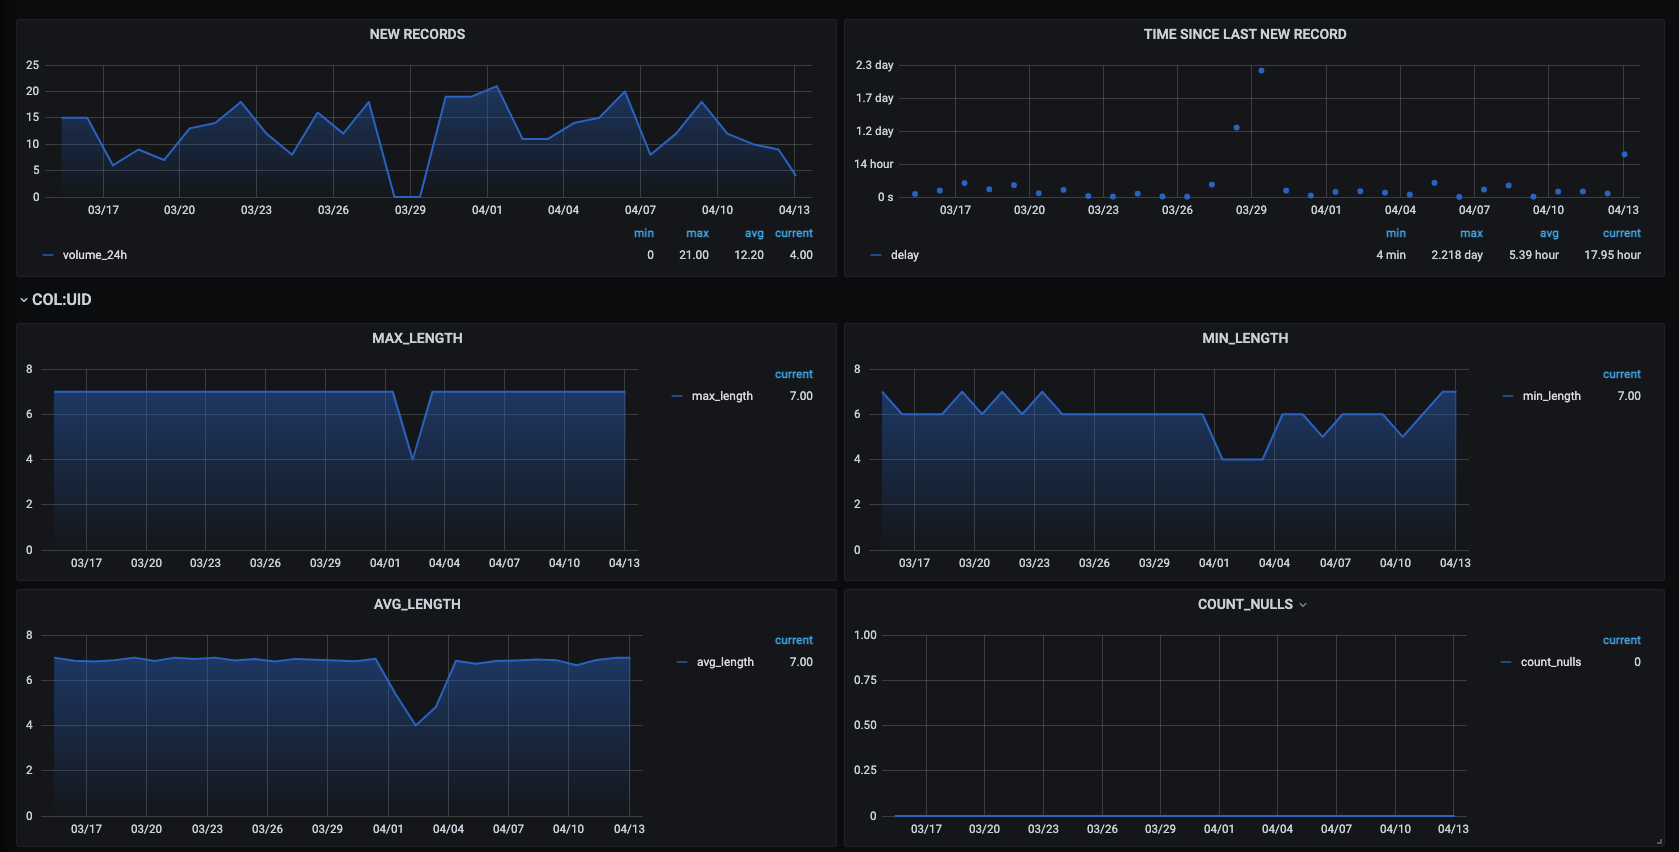 NEW RECORDS
25
20
15
10
5
0
03/17 03/20 03/23 03/26 03/29 04/01 04/04 04/07 04/10 04/13
min max avg current
volume_24h 0 21.00 12.20 4.00
TIME SINCE LAST NEW RECORD
2.3 day
1.7 day
1.2 day
14 hour
0 s
03/17 03/20 03/23 03/26 03/29 04/01 04/04 04/07 04/10 04/13
min max avg current
delay 4 min 2.218 day 5.39 hour 17.95 hour
COL:UID
MAX_LENGTH
8
6
4
2
0
03/17 03/20 03/23 03/26 03/29 04/01 04/04 04/07 04/10 04/13
current
max_length 7.00
MIN_LENGTH
8
6
4
2
0
03/17 03/20 03/23 03/26 03/29 04/01 04/04 04/07 04/10 04/13
current
min_length 7.00
AVG_LENGTH
8
6
4
2
0
03/17 03/20 03/23 03/26 03/29 04/01 04/04 04/07 04/10 04/13
current
avg_length 7.00
COUNT_NULLS
1.00
0.75
0.50
0.25
0
03/17 03/20 03/23 03/26 03/29 04/01 04/04 04/07 04/10 04/13
current
count_nulls 0